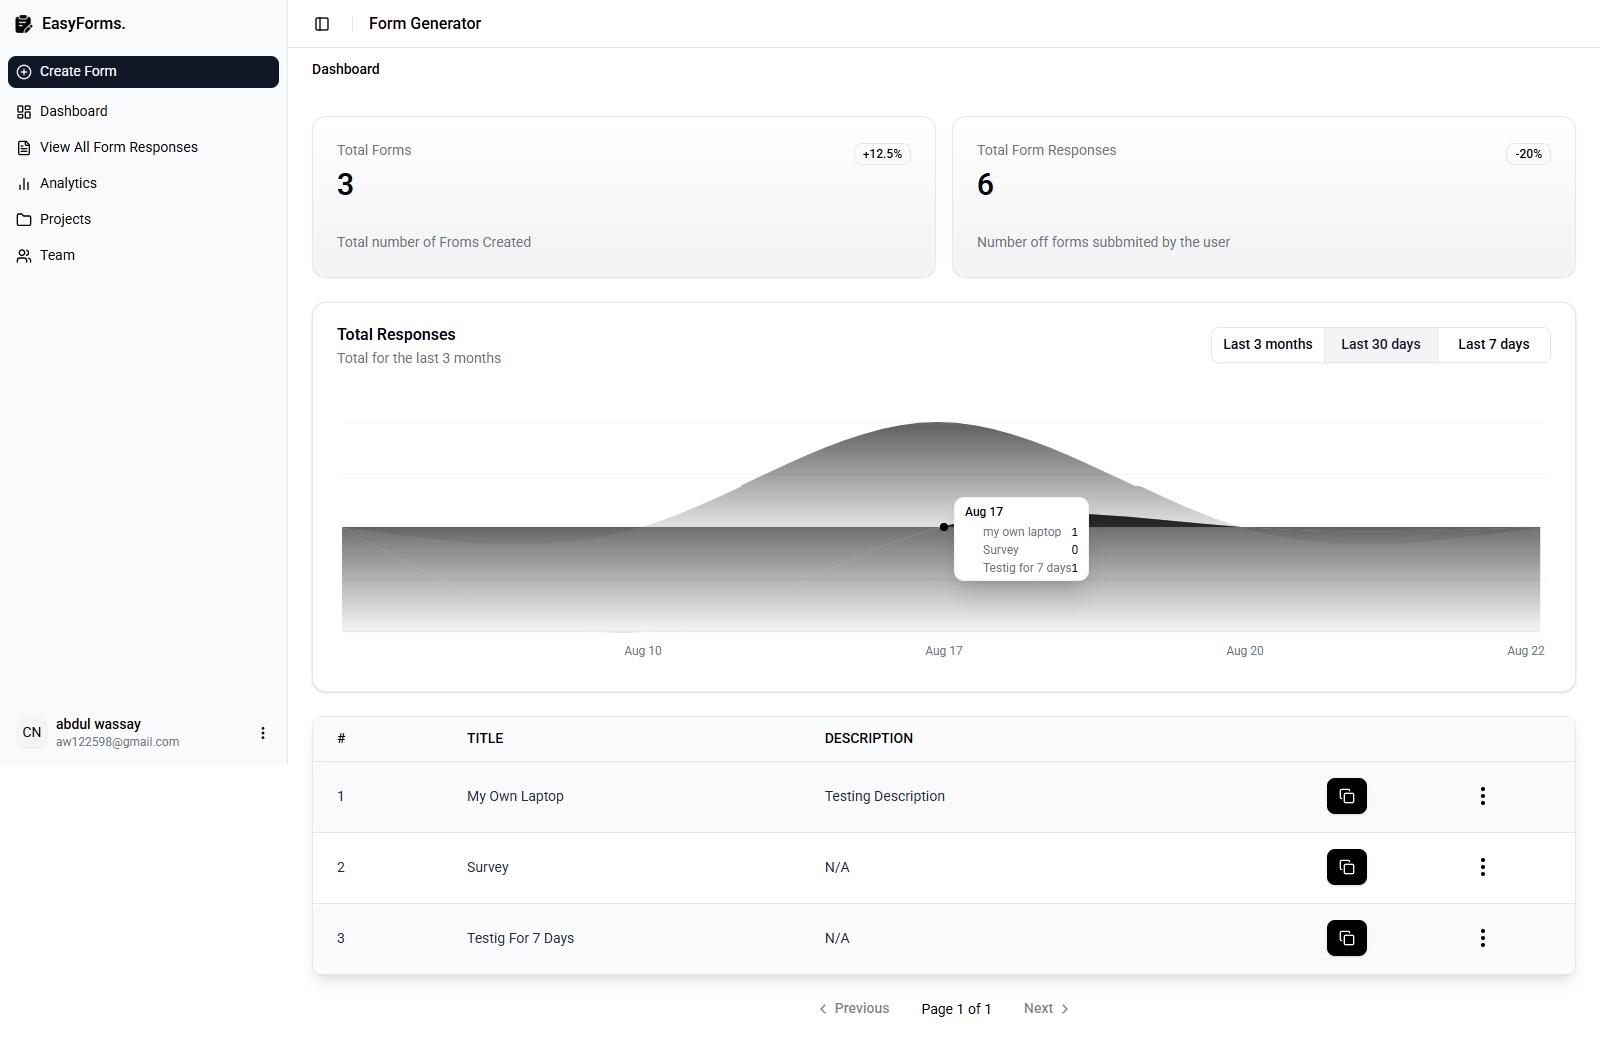 EasyForms.
Create Form
Dashboard
View All Form Responses
Analytics
Projects
Team
CN
abdul wassay
aw122598@gmail.com
Form Generator
Dashboard
Total Forms
+12.5%
3
Total number of Froms Created
Total Form Responses
-20%
6
Number off forms subbmited by the user
Total Responses
Total for the last 3 months
Last 3 months Last 30 days Last 7 days
Aug 17
my own laptop 1
Survey 0
Testig for 7 days1
Aug 10 Aug 17 Aug 20 Aug 22
# TITLE DESCRIPTION
1 My Own Laptop Testing Description
2 Survey N/A
3 Testig For 7 Days N/A
Previous Page 1 of 1 Next